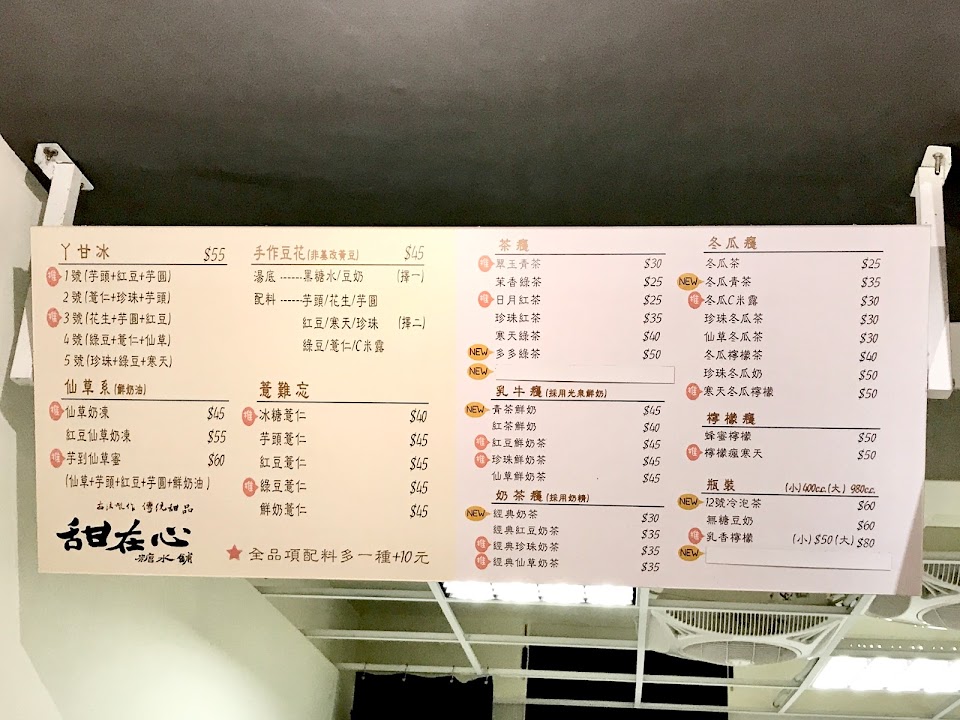 ㄚ甘冰 $55
推 1號(芋頭+紅豆+芋圓)
2號(薏仁+珍珠+芋頭)
推 3號(花生+芋圓+紅豆)
4號(綠豆+薏仁+仙草)
5號(珍珠+綠豆+寒天)
仙草系(鮮奶油)
推 仙草奶凍 $45
紅豆仙草奶凍 $55
推 芋到仙草蜜 $60
(仙草+芋頭+紅豆+芋圓+鮮奶油)
古法製作 傳統甜品
甜在心
糖水舖
手作豆花(非基改黃豆) $45
湯底------黑糖水/豆奶 (擇一)
配料------芋頭/花生/芋圓
紅豆/寒天/珍珠 (擇二)
綠豆/薏仁/C米露
薏難忘
推 冰糖薏仁 $40
芋頭薏仁 $45
紅豆薏仁 $45
推 綠豆薏仁 $45
鮮奶薏仁 $45
★ 全品項配料多一種+10元
茶癮
推 翠玉青茶 $30
茉香綠茶 $25
推 日月紅茶 $25
珍珠紅茶 $35
寒天綠茶 $40
NEW 多多綠茶 $50
NEW
乳牛癮(採用光泉鮮奶)
NEW 青茶鮮奶 $45
紅茶鮮奶 $40
推 紅豆鮮奶茶 $45
推 珍珠鮮奶茶 $45
仙草鮮奶茶 $45
奶茶癮(採用奶精)
NEW 經典奶茶 $30
經典紅豆奶茶 $35
推 經典珍珠奶茶 $35
推 經典仙草奶茶 $35
冬瓜癮
冬瓜茶 $25
NEW 冬瓜青茶 $35
推 冬瓜C米露 $30
珍珠冬瓜茶 $30
仙草冬瓜茶 $30
冬瓜檸檬茶 $40
珍珠冬瓜奶 $50
推 寒天冬瓜檸檬 $50
檸檬癮
蜂蜜檸檬 $50
推 檸檬瘋寒天 $50
瓶裝 (小)400c.c.(大) 980cc.
NEW 12號冷泡茶 $60
無糖豆奶 $60
推 乳香檸檬 (小)$50(大)$80
NEW